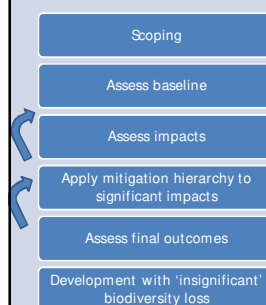 Scoping
Assess baseline
Assess impacts
Apply mitigation hierarchy to
significant impacts
Assess final outcomes
Development with ‘insignificant’
biodiversity loss